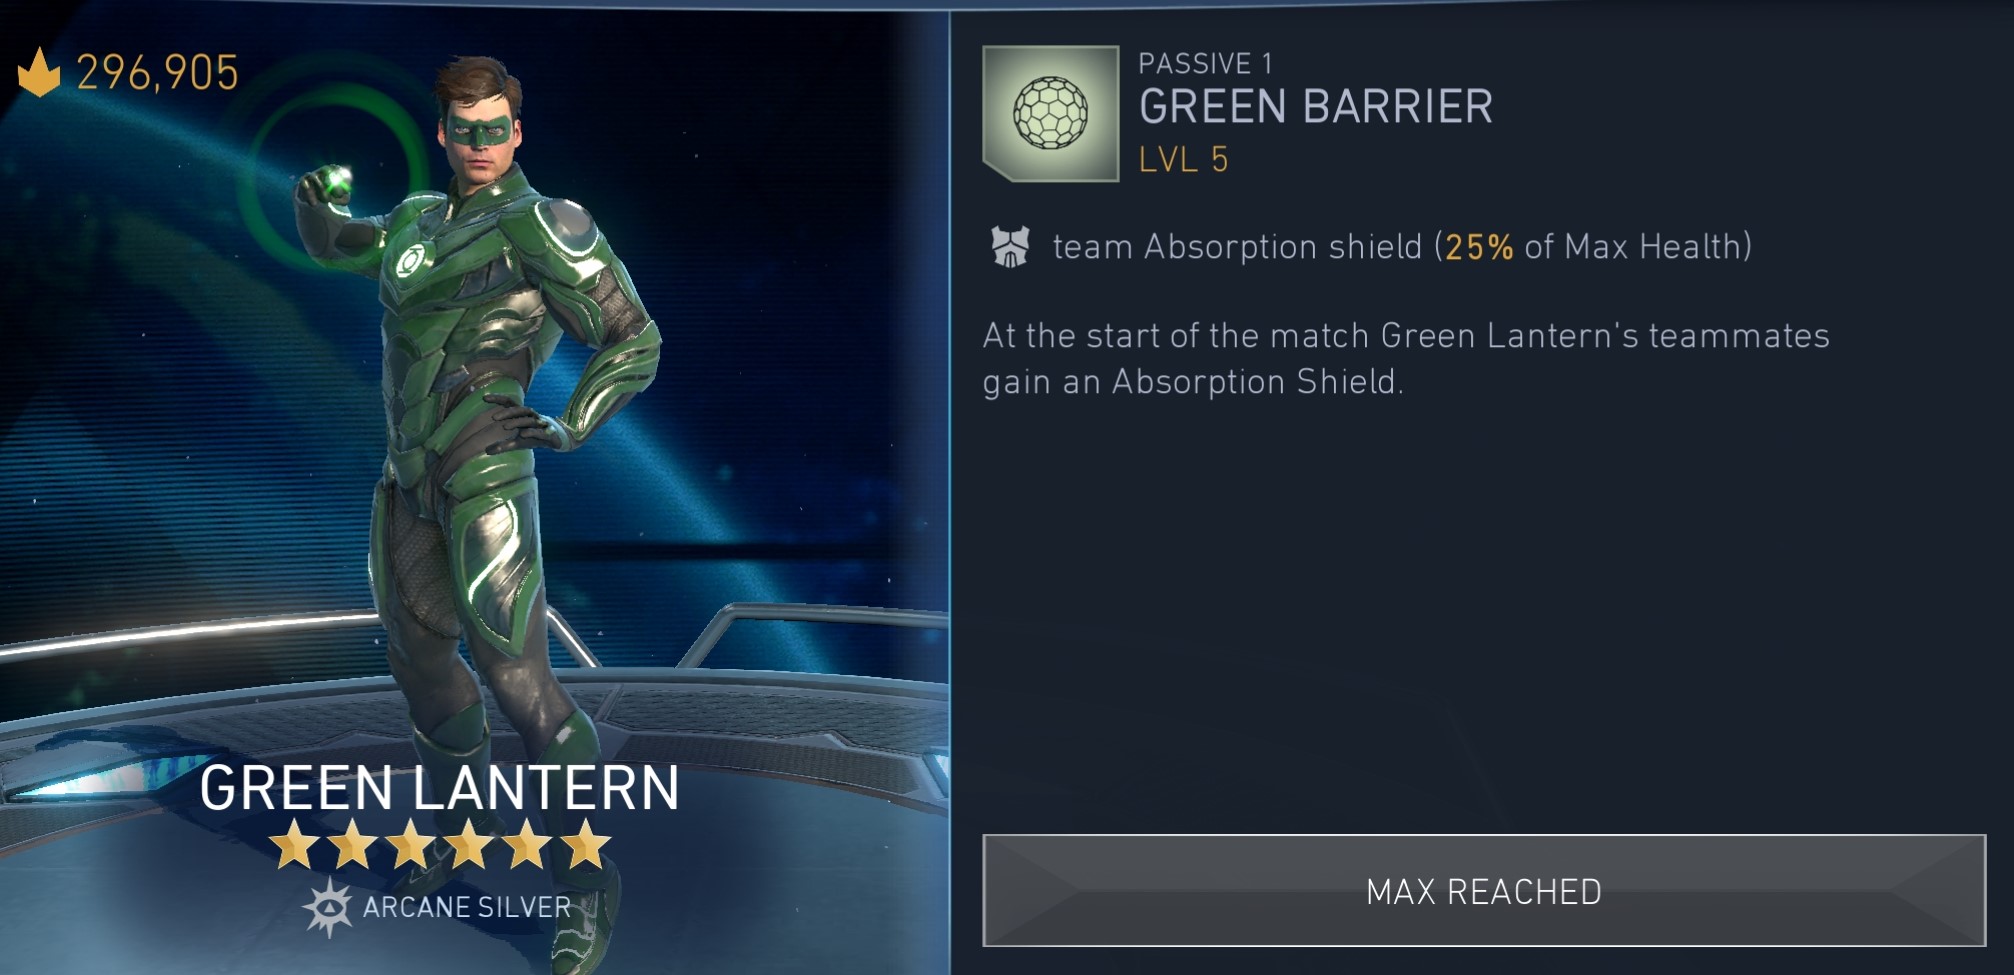 296,905
GREEN LANTERN
ARCANE SILVER
PASSIVE 1
GREEN BARRIER
LVL 5
team Absorption shield (25% of Max Health)
At the start of the match Green Lantern's teammates
gain an Absorption Shield.
MAX REACHED